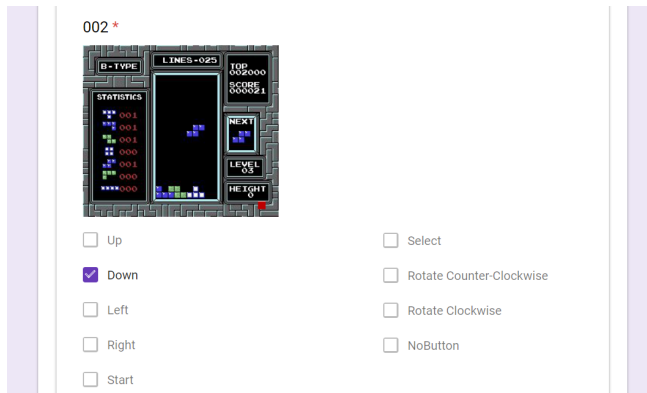 002 *
B-TYPE
LINES-025
TOP
002000
SCORE
000021
STATISTICS
001
001
001
000
001
000
000
NEXT
LEVEL
03
HEIGHT
0
Up
Down
Left
Right
Start
Select
Rotate Counter-Clockwise
Rotate Clockwise
NoButton